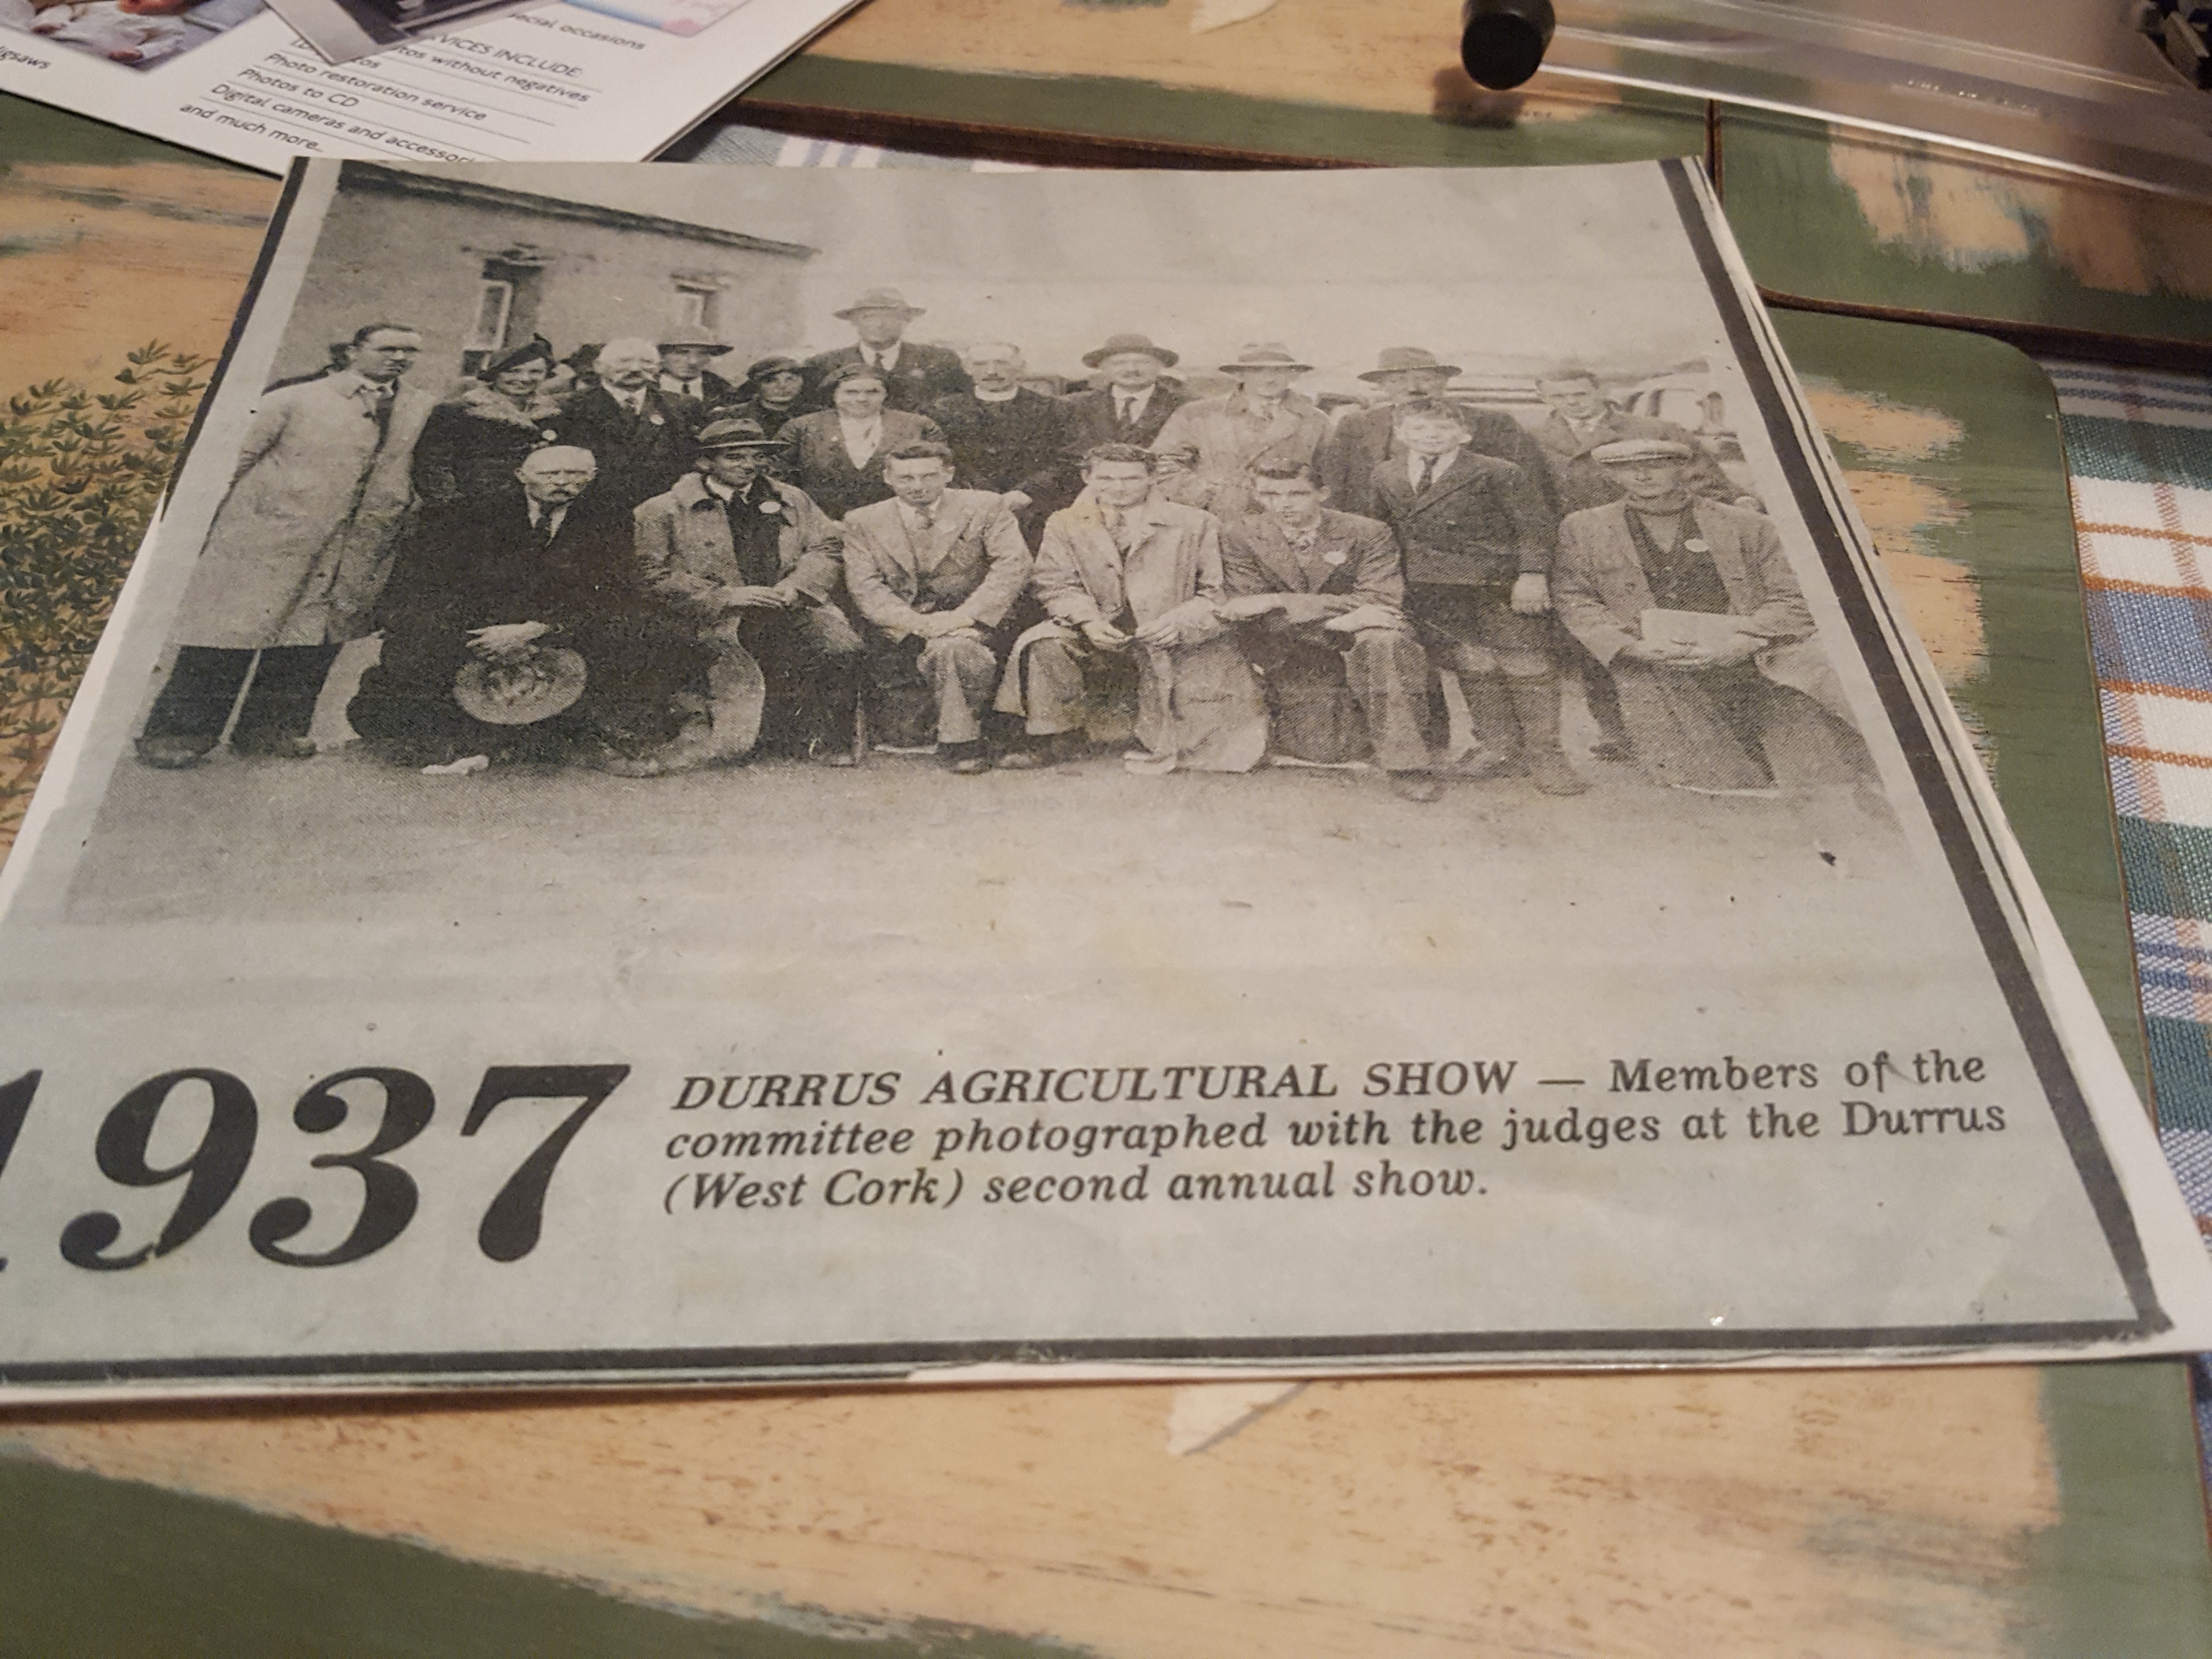 special occasions
SERVICES INCLUDE:
without negatives
Photo restoration service
Photos to CD
Digital cameras and
and much more...
1937
DURRUS AGRICULTURAL SHOW — Members of the
committee photographed with the judges at the Durrus
(West Cork) second annual show.